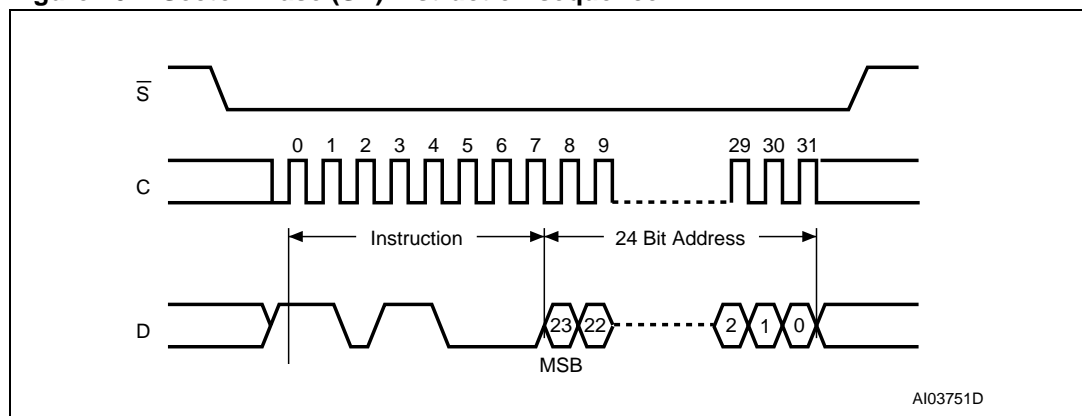 S
0 1 2 3 4 5 6 7 8 9 29 30 31
C
Instruction 24 Bit Address
D 23 22 2 1 0
MSB
AI03751D